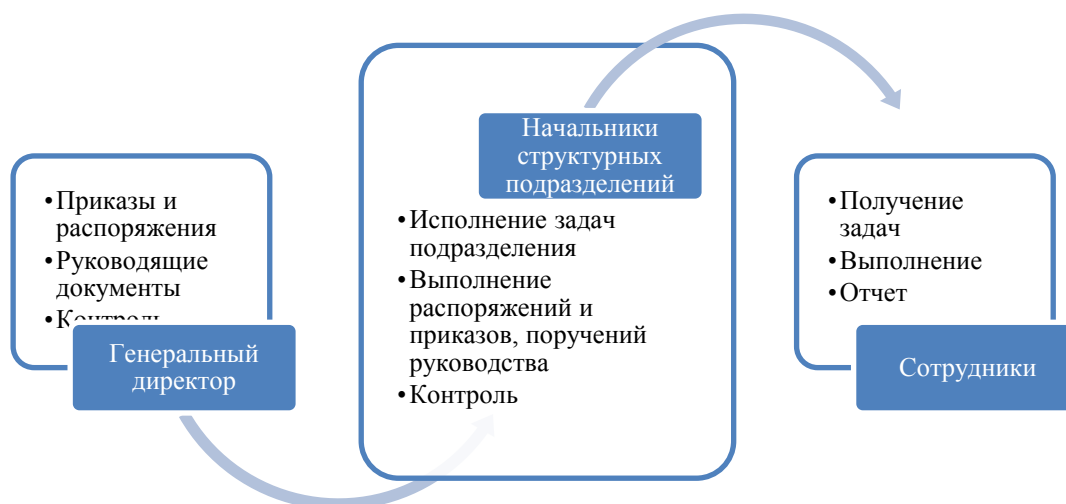 •Приказы и
распоряжения
•Руководящие
документы
•Контроль
Генеральный
директор
Начальники
структурных
подразделений
•Исполнение задач
подразделения
•Выполнение
распоряжений и
приказов, поручений
руководства
•Контроль
•Получение
задач
•Выполнение
•Отчет
Сотрудники